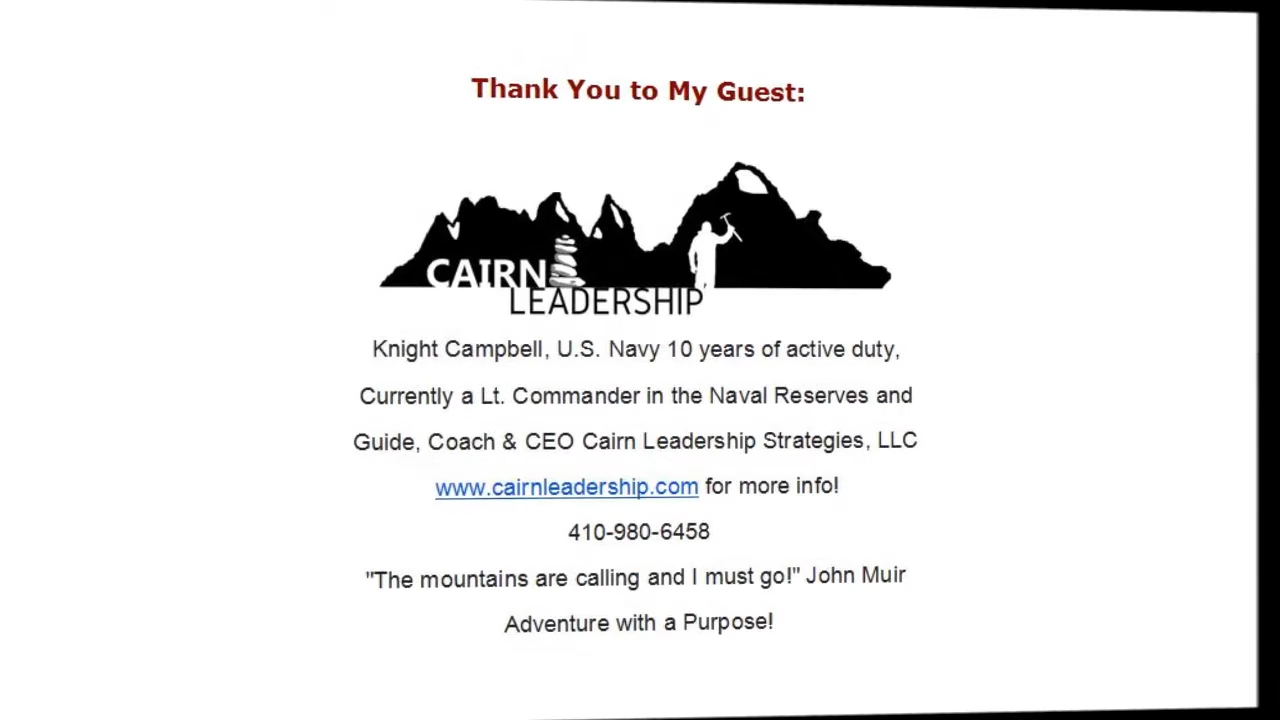 Thank You to My Guest:
CAIRN
LEADERSHIP
Knight Campbell, U.S. Navy 10 years of active duty,
Currently a Lt. Commander in the Naval Reserves and
Guide, Coach & CEO Cairn Leadership Strategies, LLC
www.cairnleadership.com for more info!
410-980-6458
"The mountains are calling and I must go!" John Muir
Adventure with a Purpose!